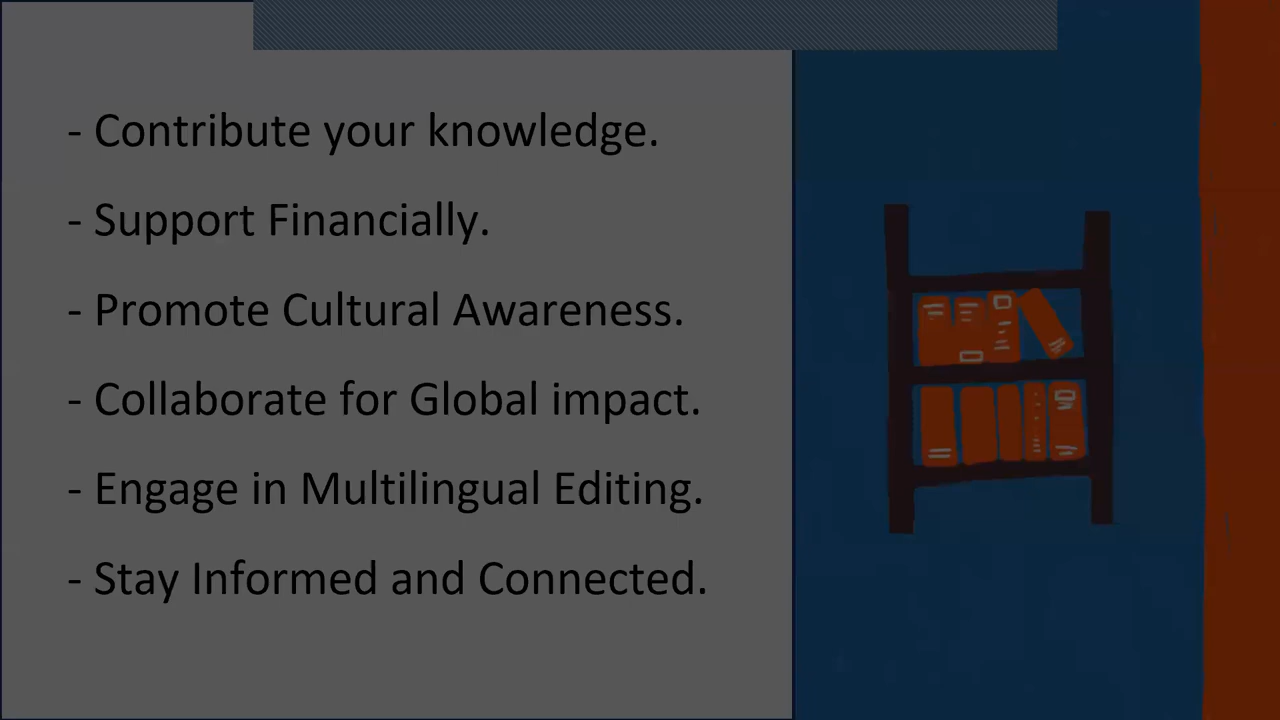 - Contribute your knowledge.
- Support Financially.
- Promote Cultural Awareness.
- Collaborate for Global impact.
- Engage in Multilingual Editing.
- Stay Informed and Connected.